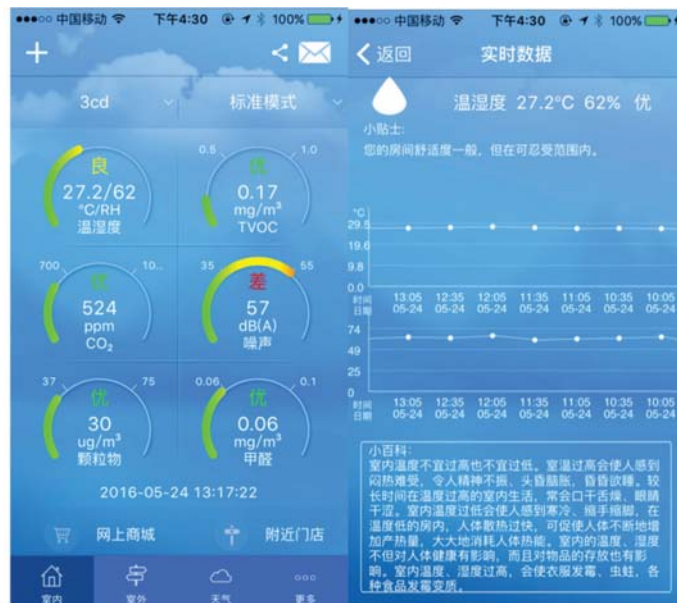 中国移动 下午4:30 100%
3cd 标准模式
良
27.2/62
°C/RH
温湿度
0.5 1.0
优
0.17
mg/m³
TVOC
700 10..
优
524
ppm
CO₂
35 55
差
57
dB(A)
噪声
37 75
优
30
ug/m³
颗粒物
0.06 0.1
优
0.06
mg/m³
甲醛
2016-05-24 13:17:22
网上商城 附近门店
室内 室外 天气 更多
中国移动 下午4:30 100%
返回 实时数据
温湿度 27.2°C 62% 优
小贴士:
您的房间舒适度一般，但在可忍受范围内。
°C
29.5
19.6
9.8
0.0
时间 13:05 12:35 12:05 11:35 11:05 10:35 10:05
日期 05-24 05-24 05-24 05-24 05-24 05-24 05-24
74
49
25
0
时间 13:05 12:35 12:05 11:35 11:05 10:35 10:05
日期 05-24 05-24 05-24 05-24 05-24 05-24 05-24
小百科:
室内温度不宜过高也不宜过低。室温过高会使人感到
闷热难受，令人精神不振、头昏脑胀，昏昏欲睡。较
长时间在温度过高的室内生活，常会口干舌燥，眼睛
干涩。室内温度过低会使人感到寒冷、缩手缩脚，在
温度低的房内，人体散热过快，可促使人体不断地增
加产热量，大大地消耗人体热能。室内的温度、湿度
不但对人体健康有影响，而且对物品的存放也有影
响。室内温度、湿度过高，会使衣服发霉、虫蛀，各
种食品发霉变质。